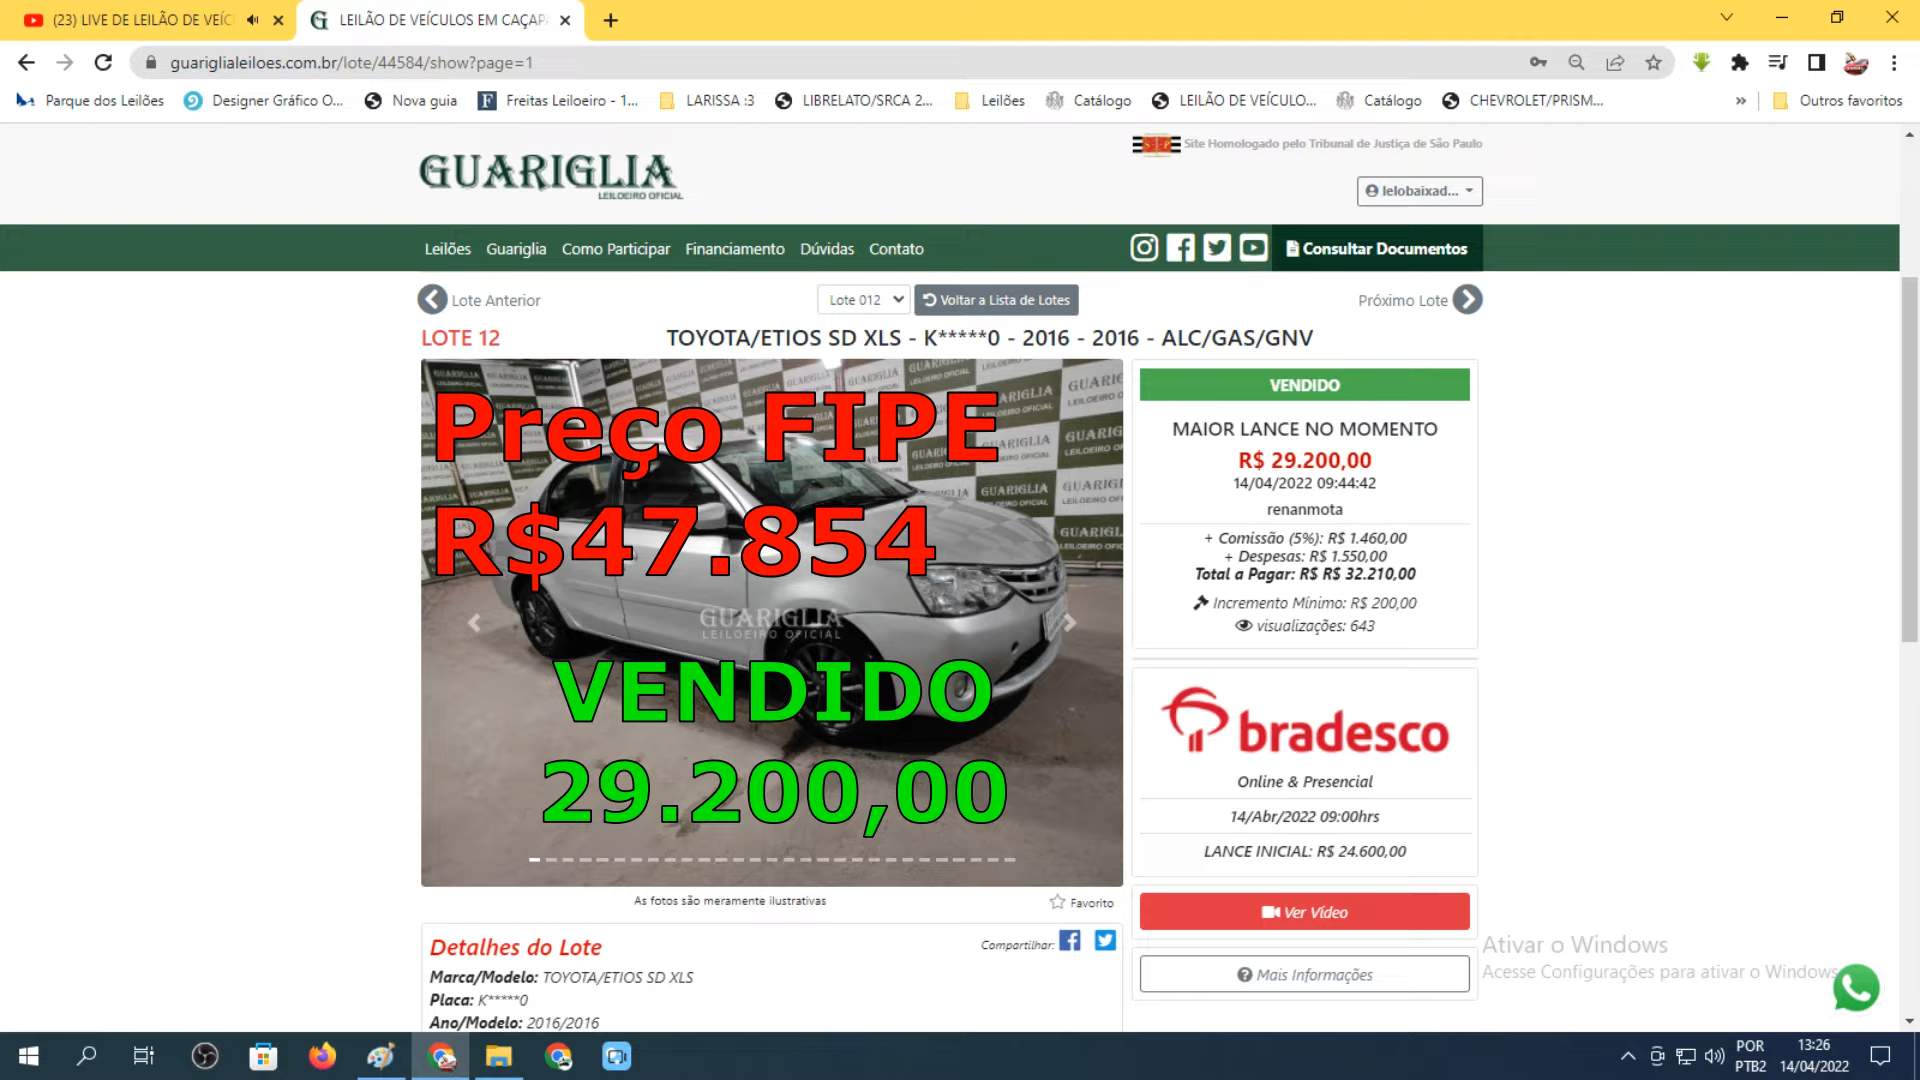 (23) LIVE DE LEILÃO DE VEÍC
LEILÃO DE VEÍCULOS EM CAÇAP
guariglialeiloes.com.br/lote/44584/show?page=1
Parque dos Leilões
Designer Gráfico O...
Nova guia
Freitas Leiloeiro - 1...
LARISSA :3
LIBRELATO/SRCA 2...
Leilões
Catálogo
LEILÃO DE VEÍCULO...
Catálogo
CHEVROLET/PRISM...
Outros favoritos
GUARIGLIA
LEILOEIRO OFICIAL
Site Homologado pelo Tribunal de Justiça de São Paulo
lelobaixad...
Leilões Guariglia Como Participar Financiamento Dúvidas Contato
Consultar Documentos
Lote Anterior
Lote 012
Voltar a Lista de Lotes
Próximo Lote
LOTE 12
TOYOTA/ETIOS SD XLS - K*****0 - 2016 - 2016 - ALC/GAS/GNV
Preço FIPE
R$47.854
GUARIGLIA
LEILOEIRO OFICIAL
VENDIDO
29.200,00
As fotos são meramente ilustrativas
Favorito
VENDIDO
MAIOR LANCE NO MOMENTO
R$ 29.200,00
14/04/2022 09:44:42
renanmota
+ Comissão (5%): R$ 1.460,00
+ Despesas: R$ 1.550,00
Total a Pagar: R$ R$ 32.210,00
Incremento Mínimo: R$ 200,00
visualizações: 643
bradesco
Online & Presencial
14/Abr/2022 09:00hrs
LANCE INICIAL: R$ 24.600,00
Ver Vídeo
Mais Informações
Detalhes do Lote
Compartilhar:
Marca/Modelo: TOYOTA/ETIOS SD XLS
Placa: K*****0
Ano/Modelo: 2016/2016
Ativar o Windows
Acesse Configurações para ativar o Windows
POR
PTB2
13:26
14/04/2022